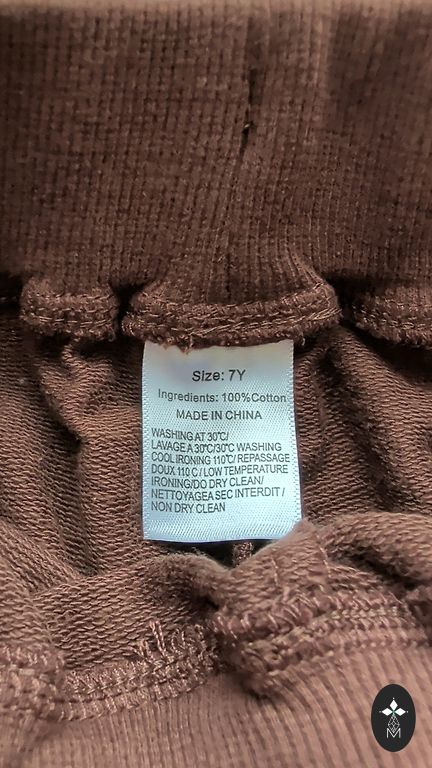 Size: 7Y
Ingredients: 100%Cotton
MADE IN CHINA
WASHING AT 30℃/
LAVAGE A 30℃/30℃ WASHING
COOL IRONING 110℃/ REPASSAGE
DOUX 110 C / LOW TEMPERATURE
IRONING/DO DRY CLEAN/
NETTOYAGEA SEC INTERDIT /
NON DRY CLEAN
M